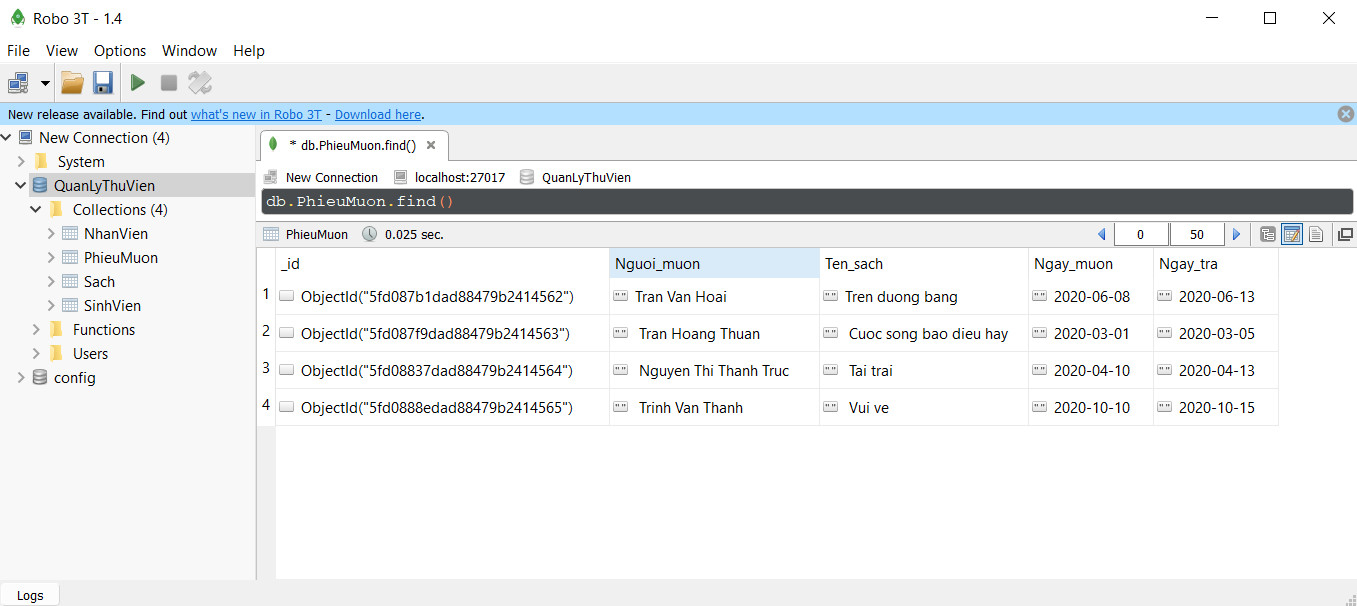 Robo 3T - 1.4
File View Options Window Help
New release available. Find out what's new in Robo 3T - Download here.
New Connection (4)
System
QuanLyThuVien
Collections (4)
NhanVien
PhieuMuon
Sach
SinhVien
Functions
Users
config
* db.PhieuMuon.find()
New Connection localhost:27017 QuanLyThuVien
db.PhieuMuon.find()
PhieuMuon 0.025 sec. 0 50
_id Nguoi_muon Ten_sach Ngay_muon Ngay_tra
1 ObjectId("5fd087b1dad88479b2414562") Tran Van Hoai Tren duong bang 2020-06-08 2020-06-13
2 ObjectId("5fd087f9dad88479b2414563") Tran Hoang Thuan Cuoc song bao dieu hay 2020-03-01 2020-03-05
3 ObjectId("5fd08837dad88479b2414564") Nguyen Thi Thanh Truc Tai trai 2020-04-10 2020-04-13
4 ObjectId("5fd0888edad88479b2414565") Trinh Van Thanh Vui ve 2020-10-10 2020-10-15
Logs